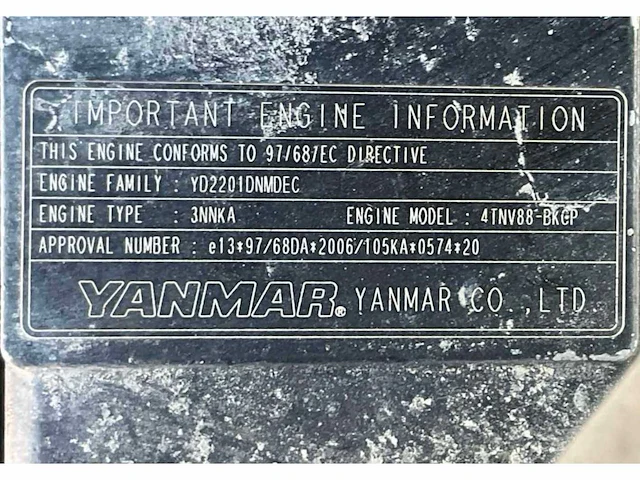 IMPORTANT ENGINE INFORMATION
THIS ENGINE CONFORMS TO 97/68/EC DIRECTIVE
ENGINE FAMILY : YD2201DNMDEC
ENGINE TYPE : 3NNKA ENGINE MODEL : 4TNV88-BKCP
APPROVAL NUMBER : e13*97/68DA*2006/105KA*0574*20
YANMAR® YANMAR CO.,LTD